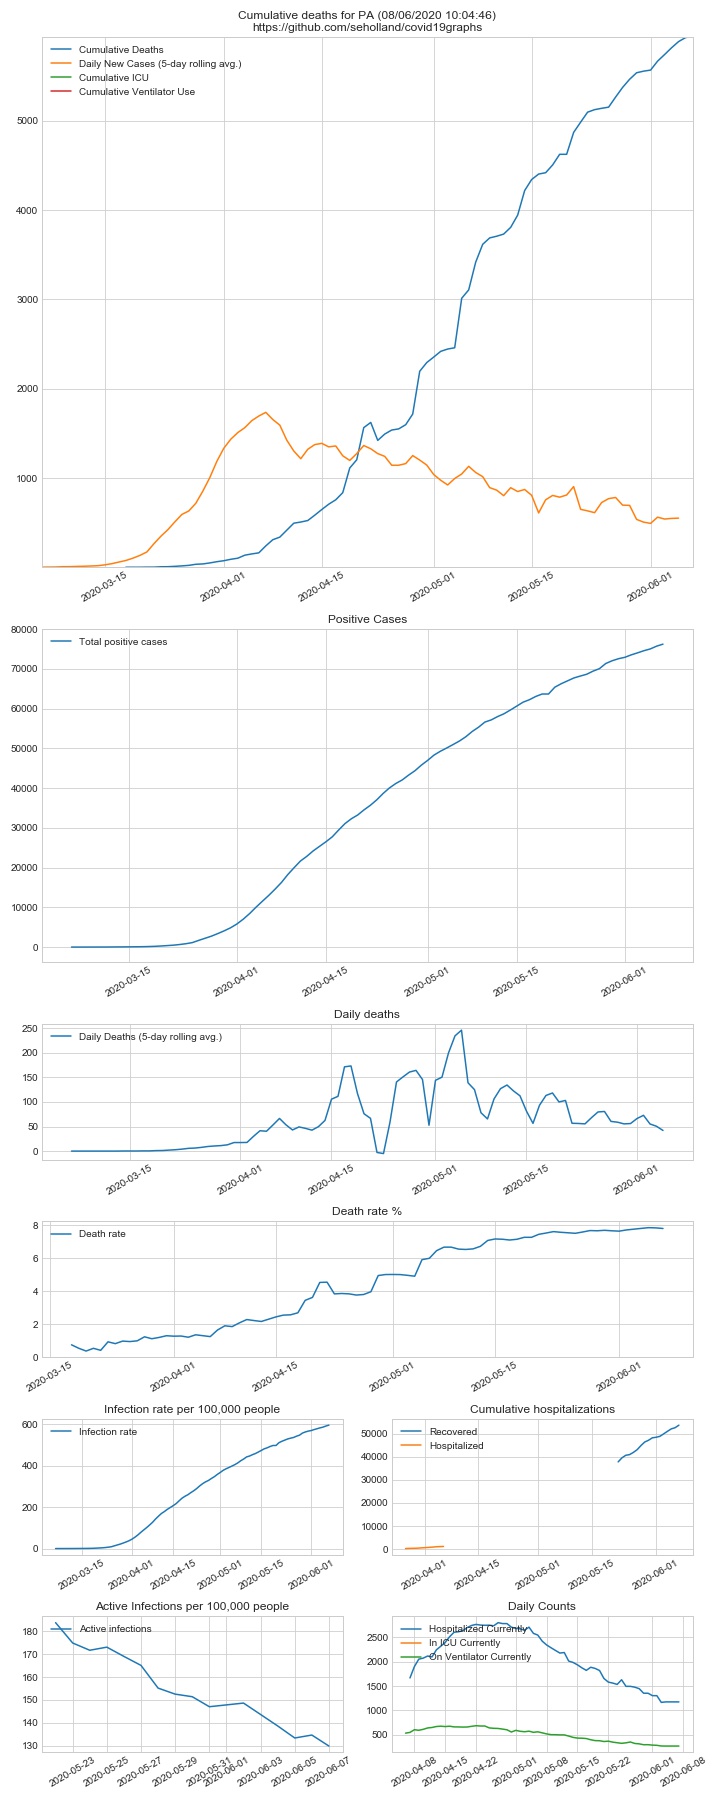 Cumulative deaths for PA (08/06/2020 10:04:46)
https://github.com/seholland/covid19graphs
Cumulative Deaths
Daily New Cases (5-day rolling avg.)
Cumulative ICU
Cumulative Ventilator Use
5000
4000
3000
2000
1000
2020-03-15 2020-04-01 2020-04-15 2020-05-01 2020-05-15 2020-06-01
Positive Cases
Total positive cases
80000
70000
60000
50000
40000
30000
20000
10000
0
2020-03-15 2020-04-01 2020-04-15 2020-05-01 2020-05-15 2020-06-01
Daily deaths
Daily Deaths (5-day rolling avg.)
250
200
150
100
50
0
2020-03-15 2020-04-01 2020-04-15 2020-05-01 2020-05-15 2020-06-01
Death rate %
Death rate
8
6
4
2
0
2020-03-15 2020-04-01 2020-04-15 2020-05-01 2020-05-15 2020-06-01
Infection rate per 100,000 people
Infection rate
600
400
200
0
2020-03-15 2020-04-01 2020-04-15 2020-05-01 2020-05-15 2020-06-01
Cumulative hospitalizations
Recovered
Hospitalized
50000
40000
30000
20000
10000
0
2020-04-01 2020-04-15 2020-05-01 2020-05-15 2020-06-01
Active Infections per 100,000 people
Active infections
180
170
160
150
140
130
2020-05-23 2020-05-25 2020-05-27 2020-05-29 2020-05-31 2020-06-01 2020-06-03 2020-06-05 2020-06-07
Daily Counts
Hospitalized Currently
In ICU Currently
On Ventilator Currently
2500
2000
1500
1000
500
2020-04-08 2020-04-15 2020-04-22 2020-05-01 2020-05-08 2020-05-15 2020-05-22 2020-06-01 2020-06-08